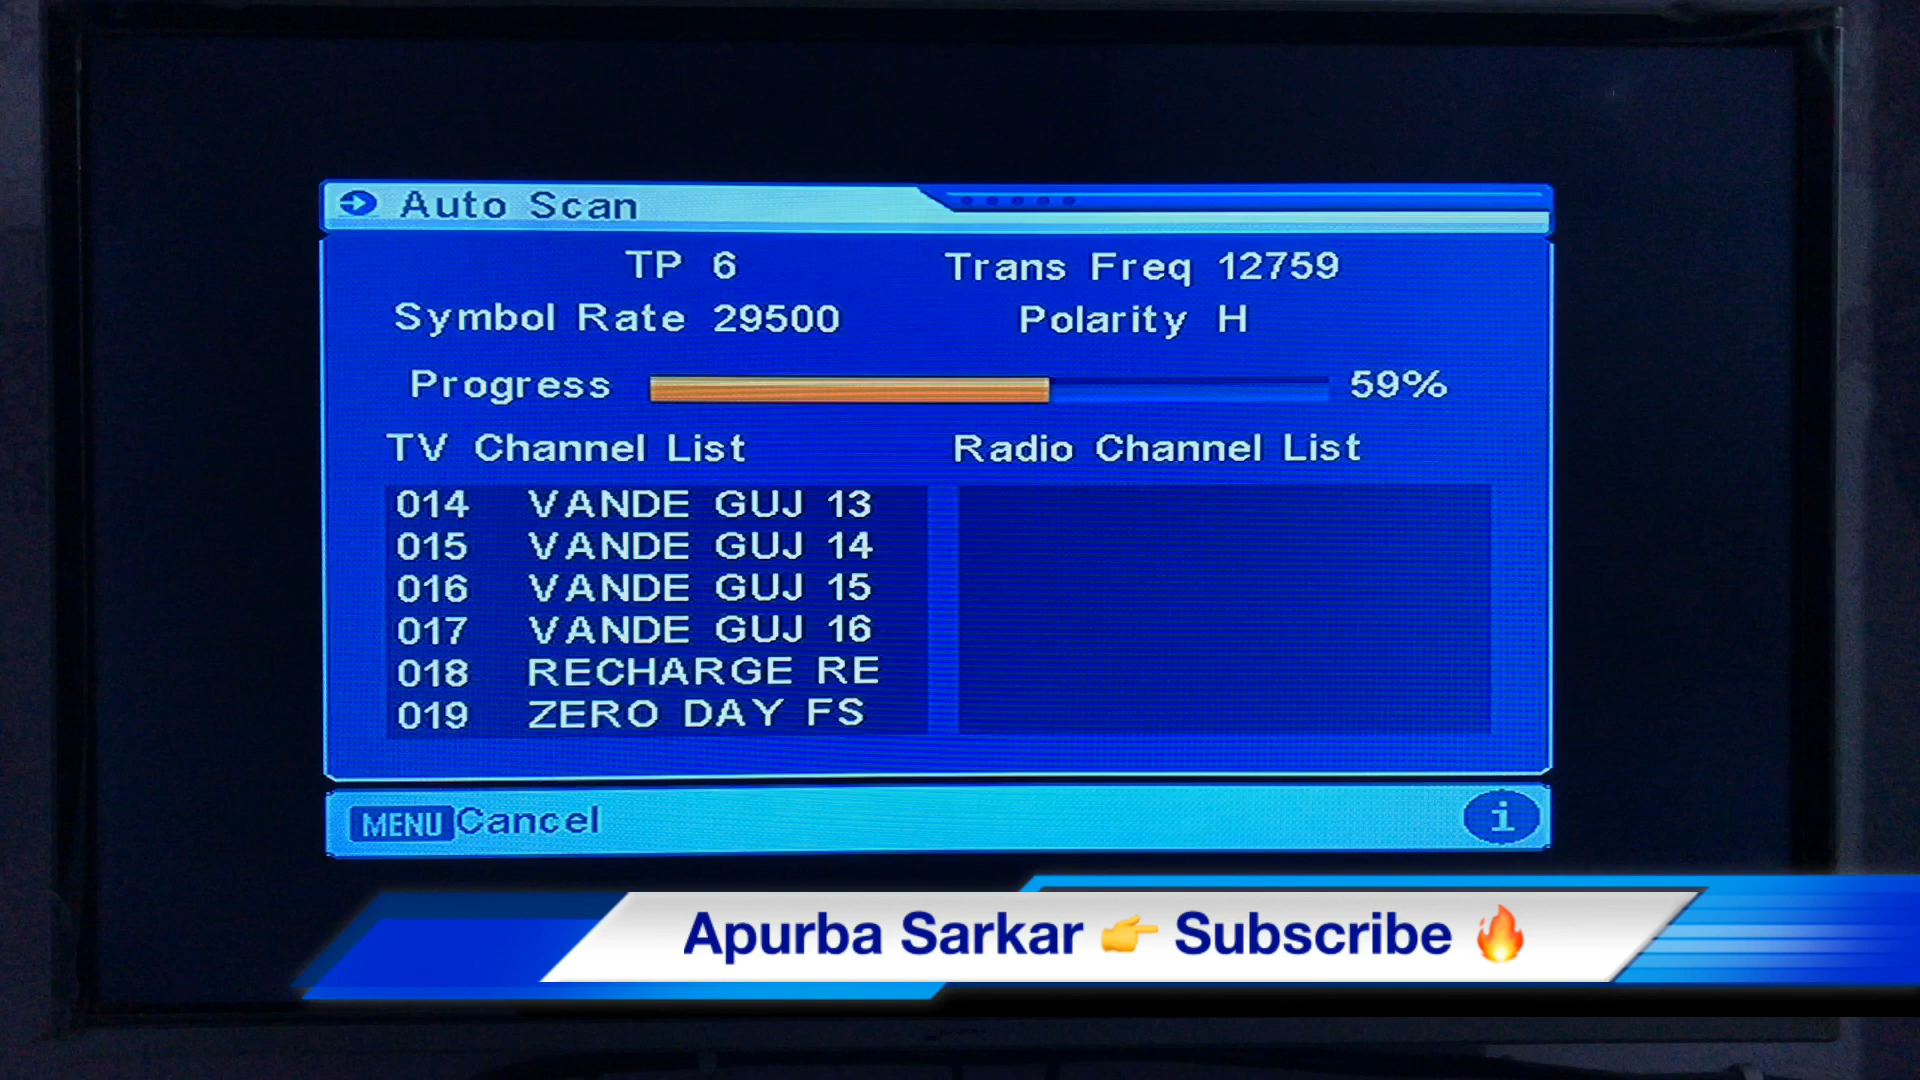 Auto Scan
TP 6 Trans Freq 12759
Symbol Rate 29500 Polarity H
Progress 59%
TV Channel List Radio Channel List
014 VANDE GUJ 13
015 VANDE GUJ 14
016 VANDE GUJ 15
017 VANDE GUJ 16
018 RECHARGE RE
019 ZERO DAY FS
MENU Cancel i
Apurba Sarkar 👉 Subscribe 🔥